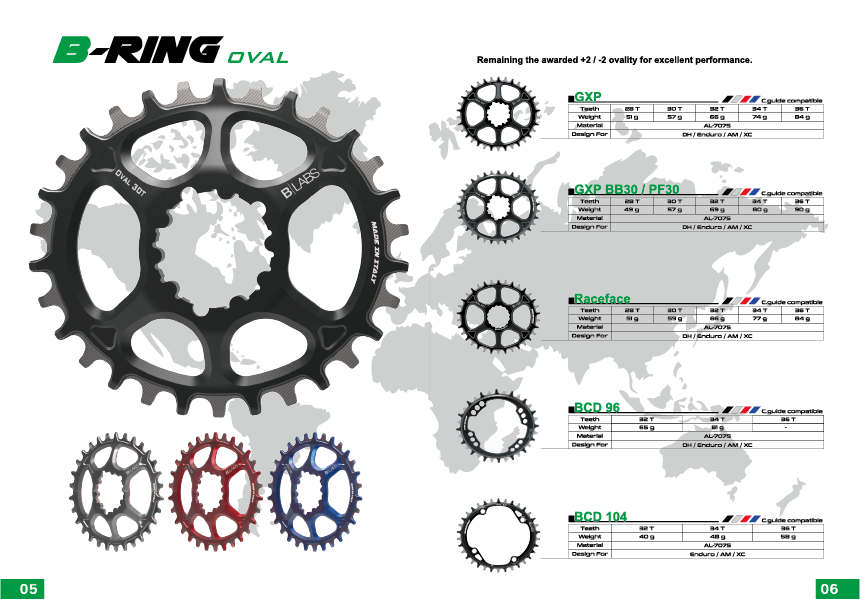 B-RING OVAL
OVAL 30T
B|LABS
MADE IN ITALY
05
Remaining the awarded +2 / -2 ovality for excellent performance.
GXP
C.guide compatible
Teeth 28 T 30 T 32 T 34 T 36 T
Weight 51 g 57 g 66 g 74 g 84 g
Material AL-7075
Design For DH / Enduro / AM / XC
GXP BB30 / PF30
C.guide compatible
Teeth 28 T 30 T 32 T 34 T 36 T
Weight 49 g 57 g 69 g 80 g 90 g
Material AL-7075
Design For DH / Enduro / AM / XC
Raceface
C.guide compatible
Teeth 28 T 30 T 32 T 34 T 36 T
Weight 51 g 59 g 66 g 77 g 84 g
Material AL-7075
Design For DH / Enduro / AM / XC
BCD 96
C.guide compatible
Teeth 32 T 34 T 36 T
Weight 65 g 81 g -
Material AL-7075
Design For DH / Enduro / AM / XC
BCD 104
C.guide compatible
Teeth 32 T 34 T 36 T
Weight 40 g 48 g 58 g
Material AL-7075
Design For Enduro / AM / XC
06